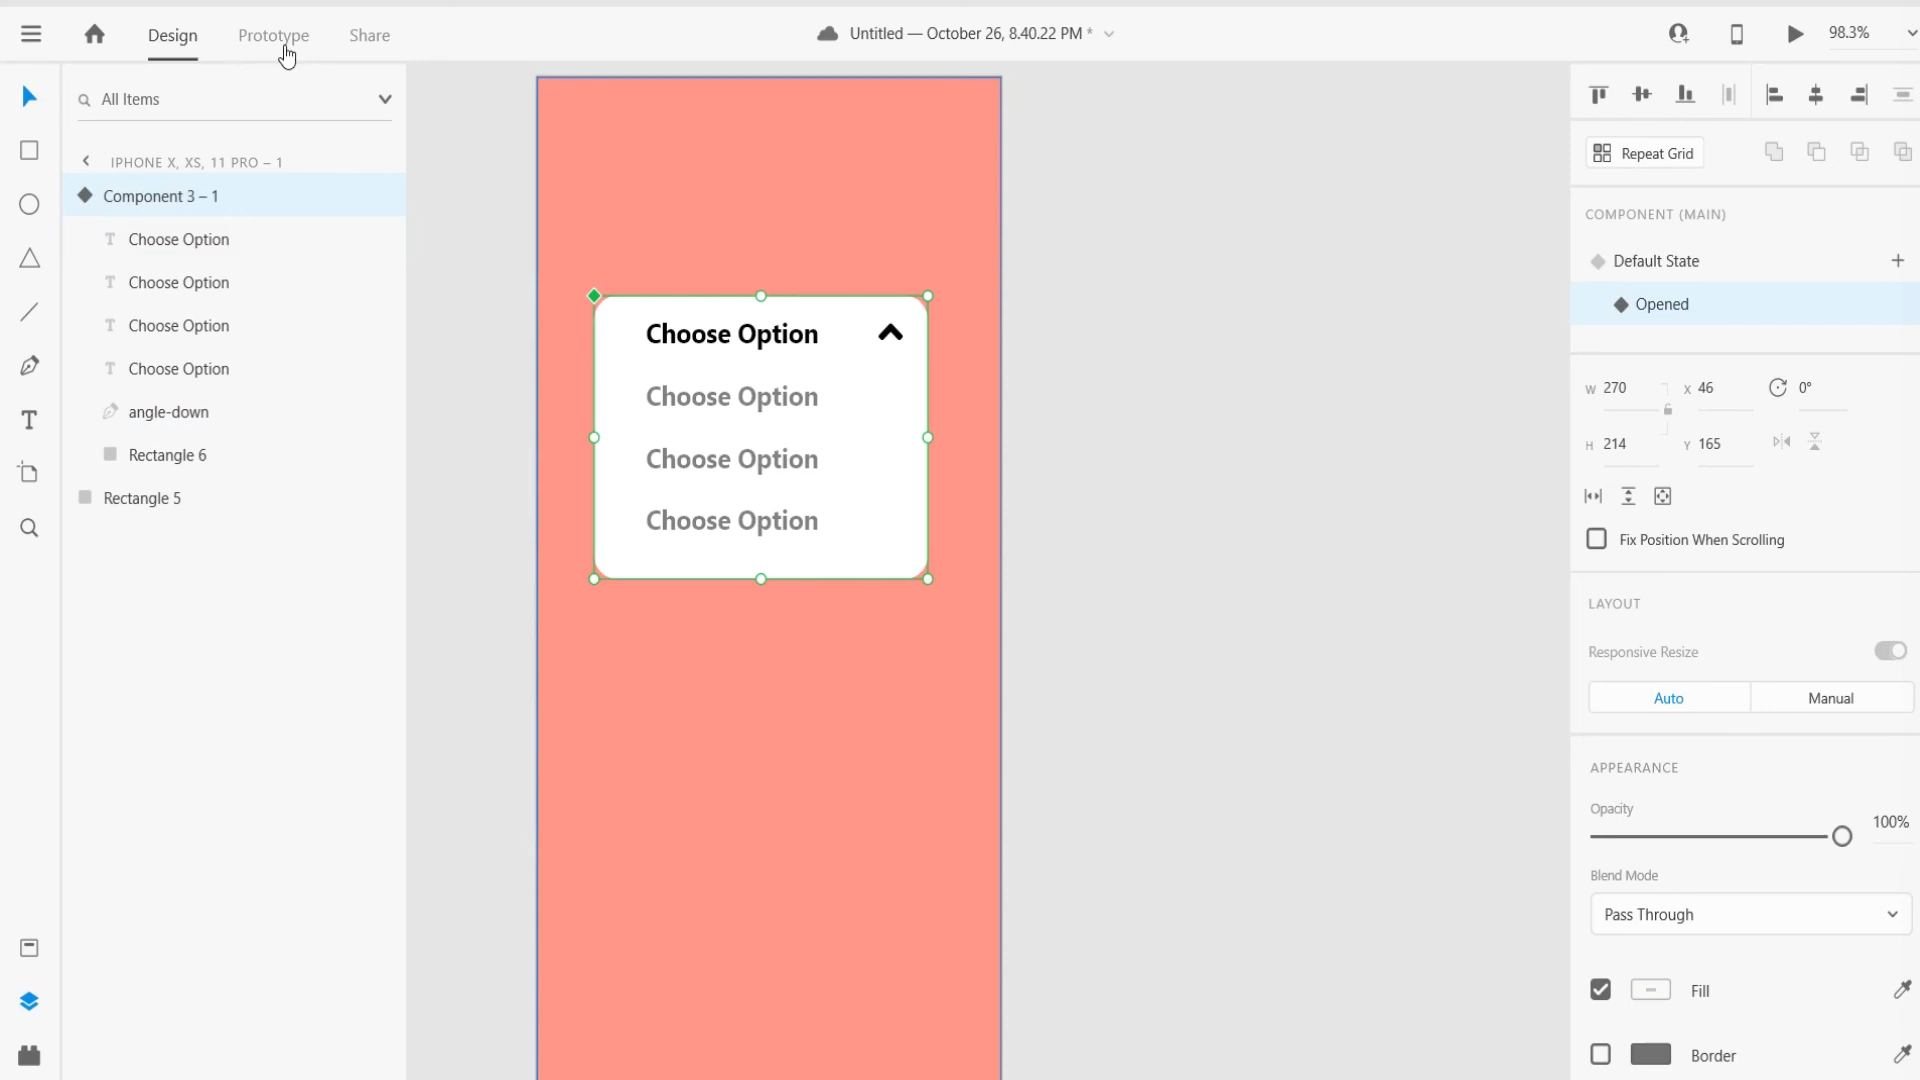 Design Prototype Share
Untitled — October 26, 8.40.22 PM *
98.3%
All Items
IPHONE X, XS, 11 PRO – 1
Component 3 – 1
Choose Option
Choose Option
Choose Option
Choose Option
angle-down
Rectangle 6
Rectangle 5
Choose Option
Choose Option
Choose Option
Choose Option
Repeat Grid
COMPONENT (MAIN)
Default State
Opened
W 270 X 46 0°
H 214 Y 165
Fix Position When Scrolling
LAYOUT
Responsive Resize
Auto Manual
APPEARANCE
Opacity
100%
Blend Mode
Pass Through
Fill
Border